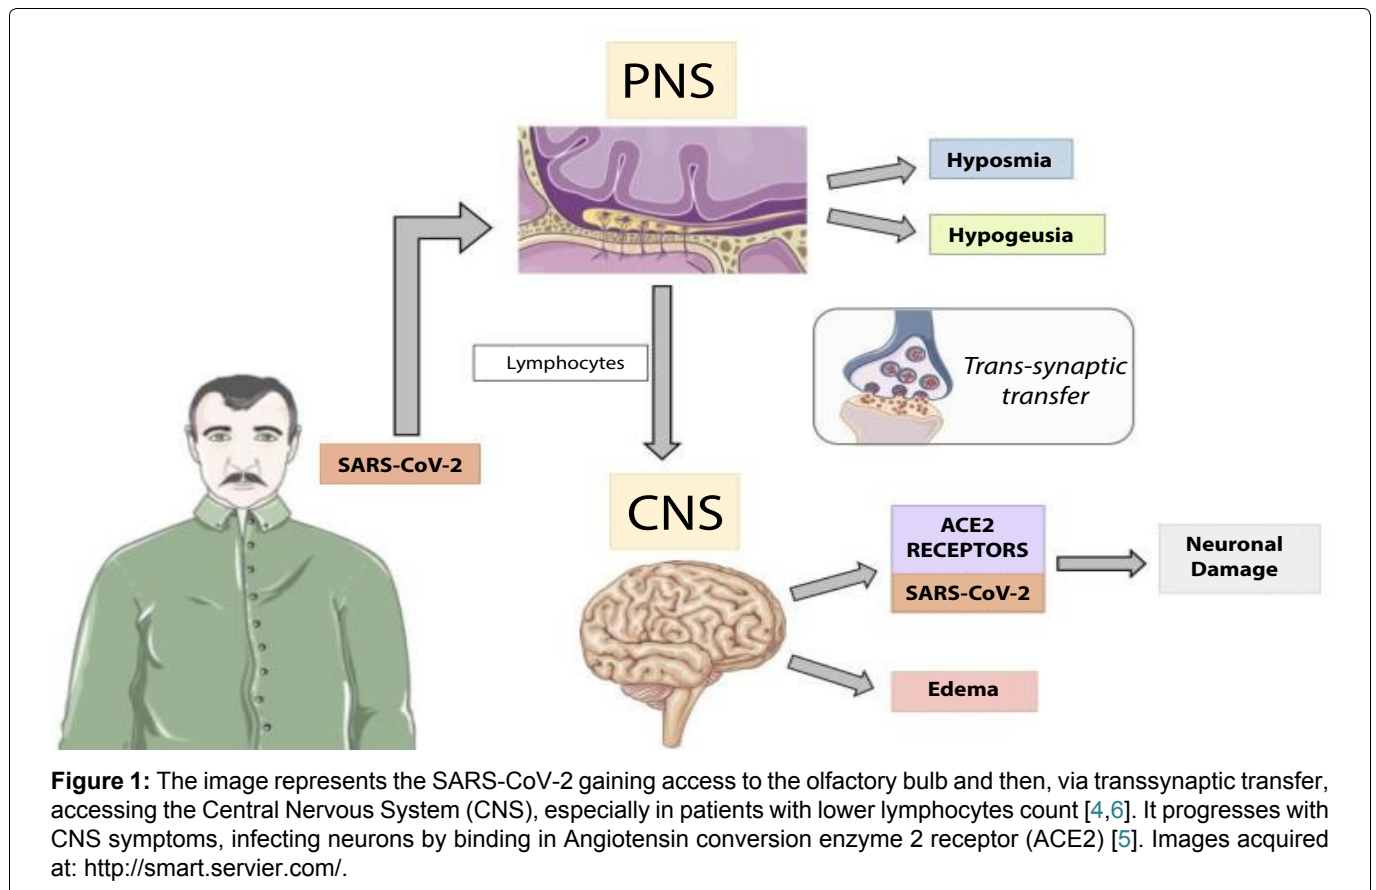 PNS
Hyposmia
Hypogeusia
Lymphocytes
Trans-synaptic
transfer
SARS-CoV-2
CNS
ACE2
RECEPTORS
SARS-CoV-2
Neuronal
Damage
Edema
Figure 1: The image represents the SARS-CoV-2 gaining access to the olfactory bulb and then, via transsynaptic transfer,
accessing the Central Nervous System (CNS), especially in patients with lower lymphocytes count [4,6]. It progresses with
CNS symptoms, infecting neurons by binding in Angiotensin conversion enzyme 2 receptor (ACE2) [5]. Images acquired
at: http://smart.servier.com/.